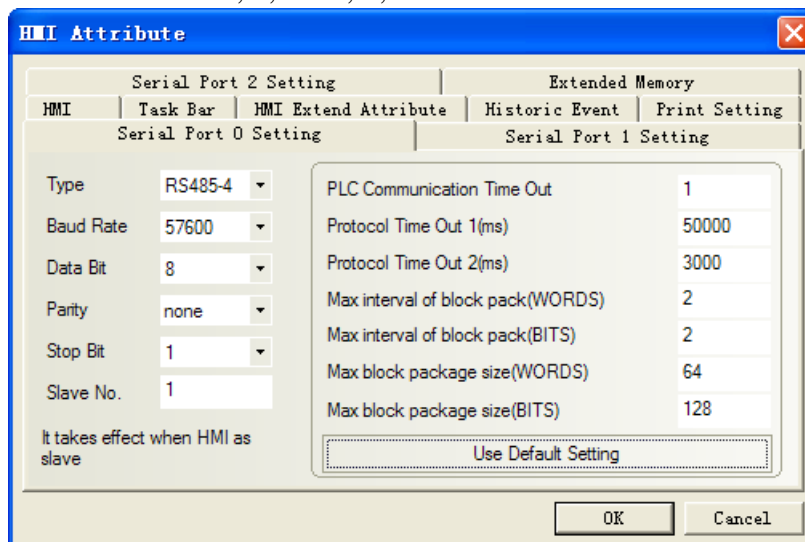 HMI Attribute
Serial Port 2 Setting Extended Memory
HMI Task Bar HMI Extend Attribute Historic Event Print Setting
Serial Port 0 Setting Serial Port 1 Setting
Type RS485-4
Baud Rate 57600
Data Bit 8
Parity none
Stop Bit 1
Slave No. 1
It takes effect when HMI as
slave
PLC Communication Time Out 1
Protocol Time Out 1(ms) 50000
Protocol Time Out 2(ms) 3000
Max interval of block pack(WORDS) 2
Max interval of block pack(BITS) 2
Max block package size(WORDS) 64
Max block package size(BITS) 128
Use Default Setting
OK Cancel